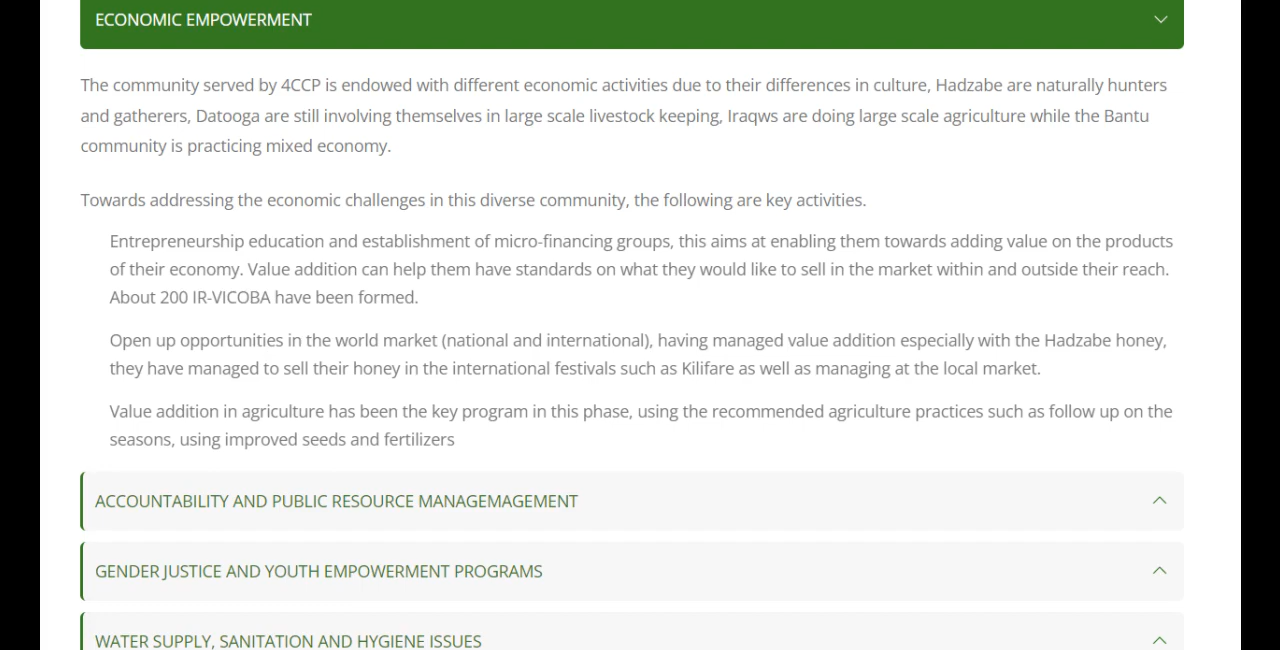 ECONOMIC EMPOWERMENT
The community served by 4CCP is endowed with different economic activities due to their differences in culture, Hadzabe are naturally hunters
and gatherers, Datooga are still involving themselves in large scale livestock keeping, Iraqws are doing large scale agriculture while the Bantu
community is practicing mixed economy.
Towards addressing the economic challenges in this diverse community, the following are key activities.
Entrepreneurship education and establishment of micro-financing groups, this aims at enabling them towards adding value on the products
of their economy. Value addition can help them have standards on what they would like to sell in the market within and outside their reach.
About 200 IR-VICOBA have been formed.
Open up opportunities in the world market (national and international), having managed value addition especially with the Hadzabe honey,
they have managed to sell their honey in the international festivals such as Kilifare as well as managing at the local market.
Value addition in agriculture has been the key program in this phase, using the recommended agriculture practices such as follow up on the
seasons, using improved seeds and fertilizers
ACCOUNTABILITY AND PUBLIC RESOURCE MANAGEMAGEMENT
GENDER JUSTICE AND YOUTH EMPOWERMENT PROGRAMS
WATER SUPPLY, SANITATION AND HYGIENE ISSUES